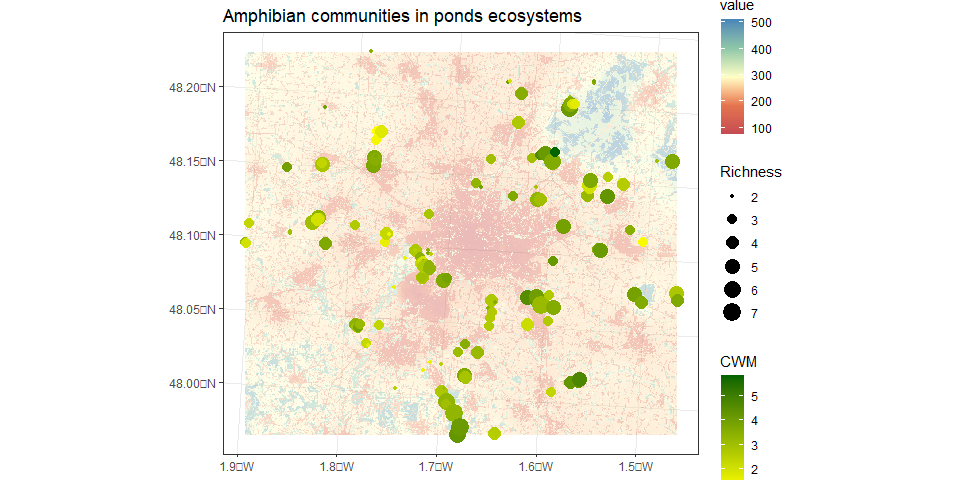 Amphibian communities in ponds ecosystems
48.20□N
48.15□N
48.10□N
48.05□N
48.00□N
1.9□W
1.8□W
1.7□W
1.6□W
1.5□W
value
500
400
300
200
100
Richness
2
3
4
5
6
7
CWM
5
4
3
2